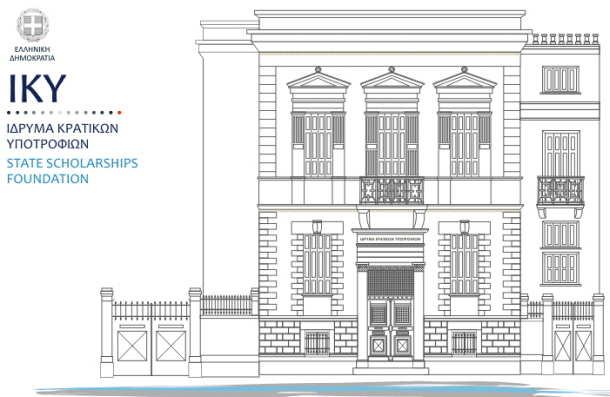 ΕΛΛΗΝΙΚΗ
ΔΗΜΟΚΡΑΤΙΑ
ΙΚΥ
ΙΔΡΥΜΑ ΚΡΑΤΙΚΩΝ
ΥΠΟΤΡΟΦΙΩΝ
STATE SCHOLARSHIPS
FOUNDATION
ΙΔΡΥΜΑ ΚΡΑΤΙΚΩΝ ΥΠΟΤΡΟΦΙΩΝ